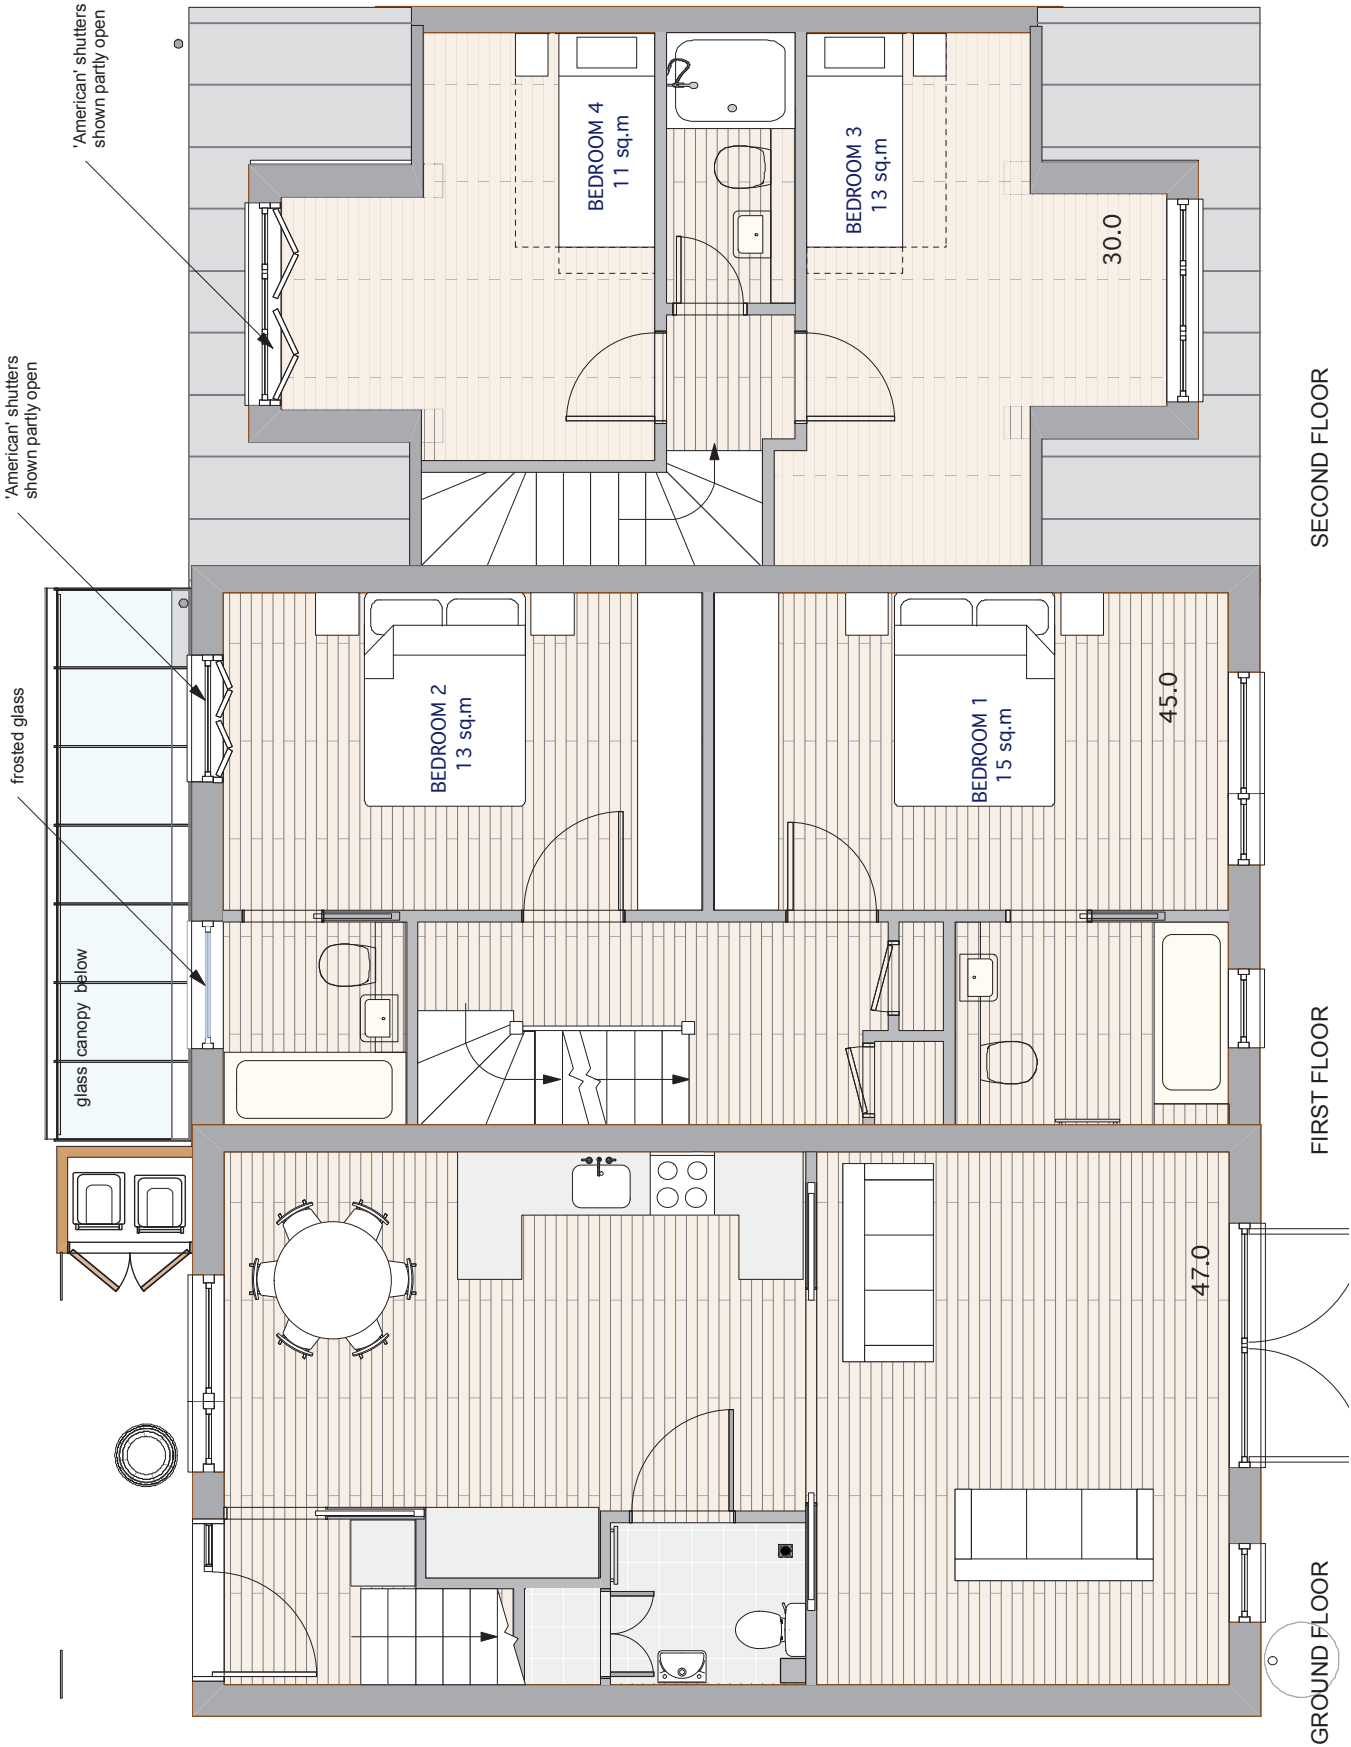 'American' shutters
shown partly open
'American' shutters
shown partly open
frosted glass
glass canopy below
BEDROOM 4
11 sq.m
BEDROOM 3
13 sq.m
30.0
BEDROOM 2
13 sq.m
BEDROOM 1
15 sq.m
45.0
47.0
GROUND FLOOR
FIRST FLOOR
SECOND FLOOR